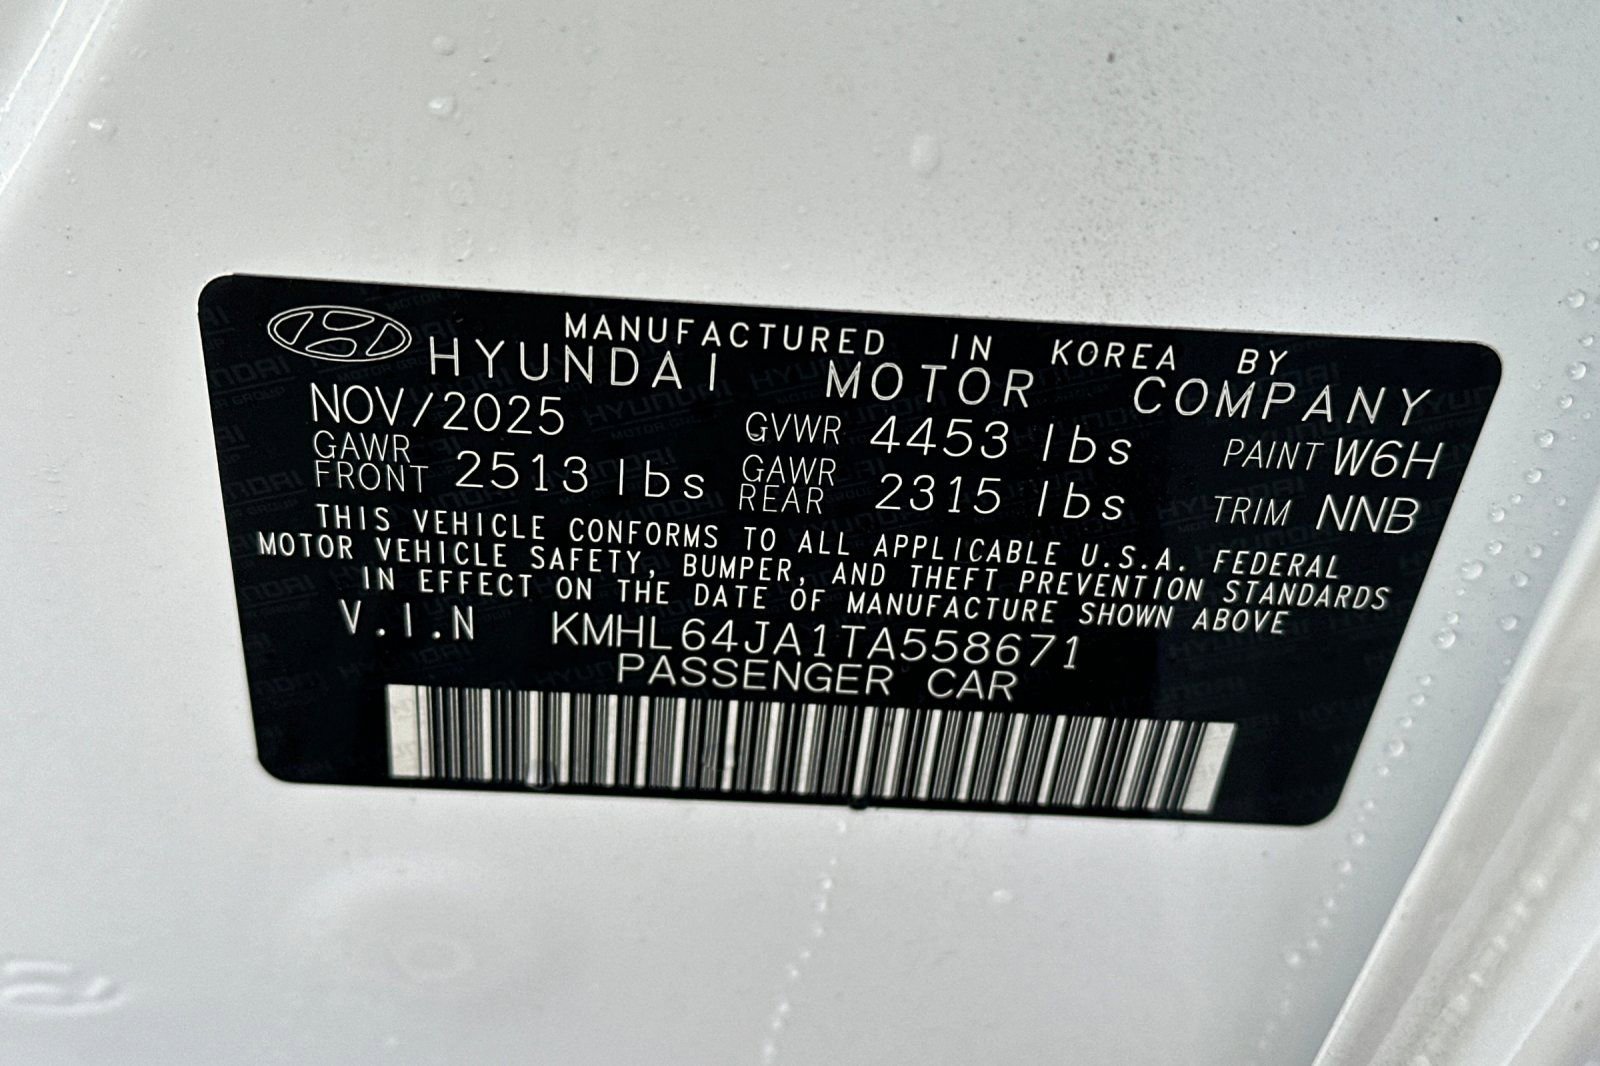 MANUFACTURED IN KOREA BY
HYUNDAI MOTOR COMPANY
NOV/2025 GVWR 4453 lbs PAINT W6H
GAWR FRONT 2513 lbs GAWR REAR 2315 lbs TRIM NNB
THIS VEHICLE CONFORMS TO ALL APPLICABLE U.S.A. FEDERAL
MOTOR VEHICLE SAFETY, BUMPER, AND THEFT PREVENTION STANDARDS
IN EFFECT ON THE DATE OF MANUFACTURE SHOWN ABOVE
V.I.N KMHL64JA1TA558671
PASSENGER CAR